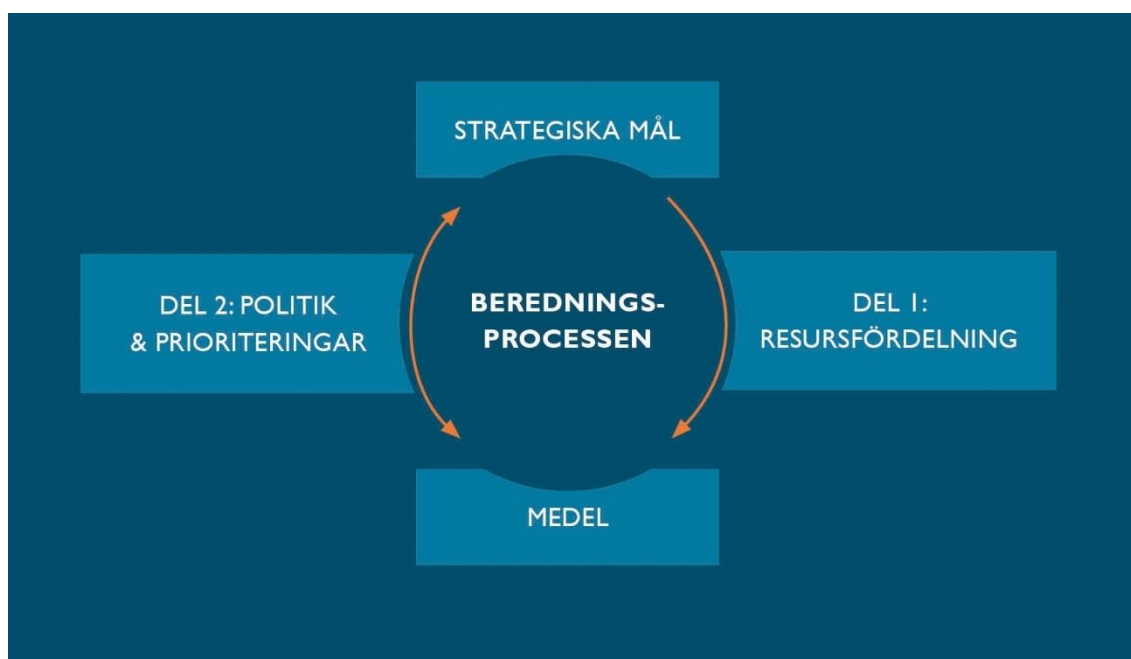 STRATEGISKA MÅL
DEL 2: POLITIK
& PRIORITERINGAR
BEREDNINGS-
PROCESSEN
DEL 1:
RESURSFÖRDELNING
MEDEL